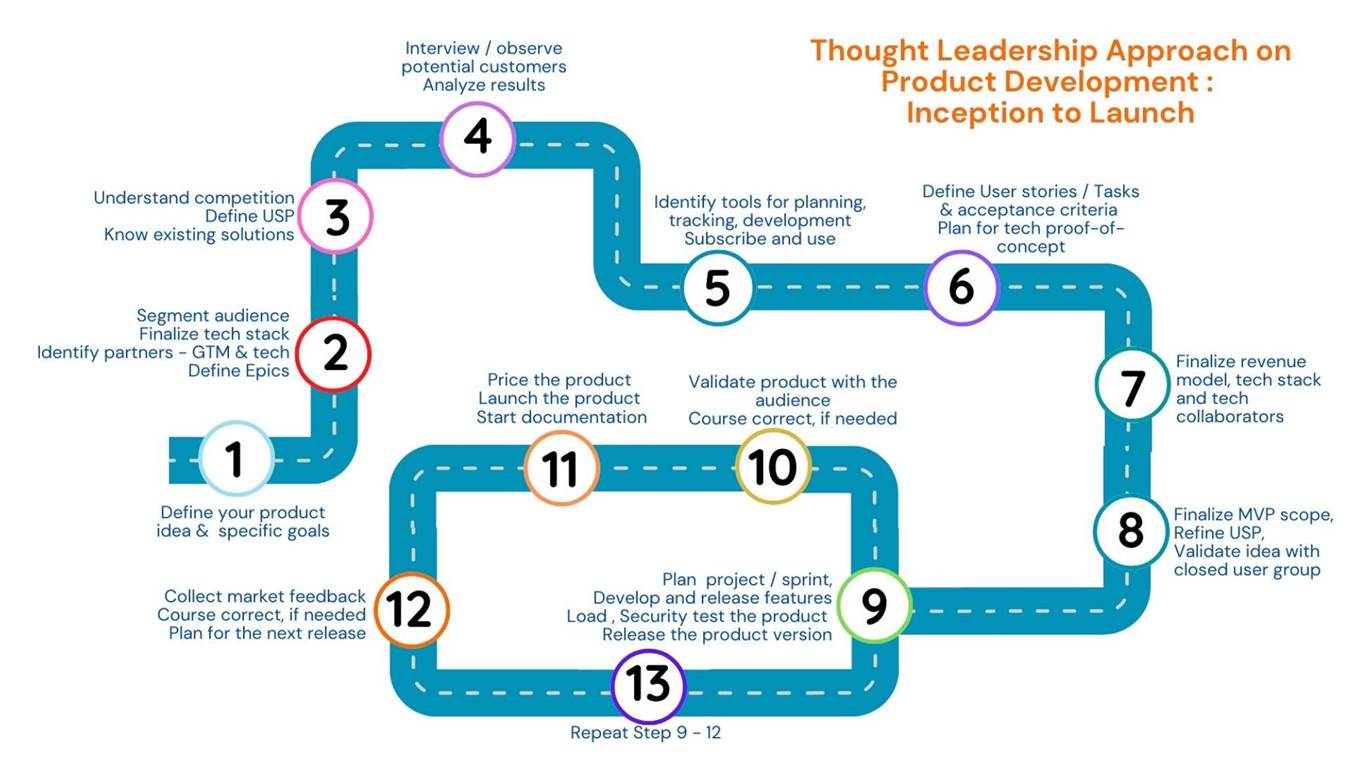 Thought Leadership Approach on
Product Development :
Inception to Launch
1
Define your product
idea & specific goals
2
Segment audience
Finalize tech stack
Identify partners - GTM & tech
Define Epics
3
Understand competition
Define USP
Know existing solutions
4
Interview / observe
potential customers
Analyze results
5
Identify tools for planning,
tracking, development
Subscribe and use
6
Define User stories / Tasks
& acceptance criteria
Plan for tech proof-of-
concept
7
Finalize revenue
model, tech stack
and tech
collaborators
8
Finalize MVP scope,
Refine USP,
Validate idea with
closed user group
9
Plan project / sprint,
Develop and release features
Load , Security test the product
Release the product version
10
Validate product with the
audience
Course correct, if needed
11
Price the product
Launch the product
Start documentation
12
Collect market feedback
Course correct, if needed
Plan for the next release
13
Repeat Step 9 - 12